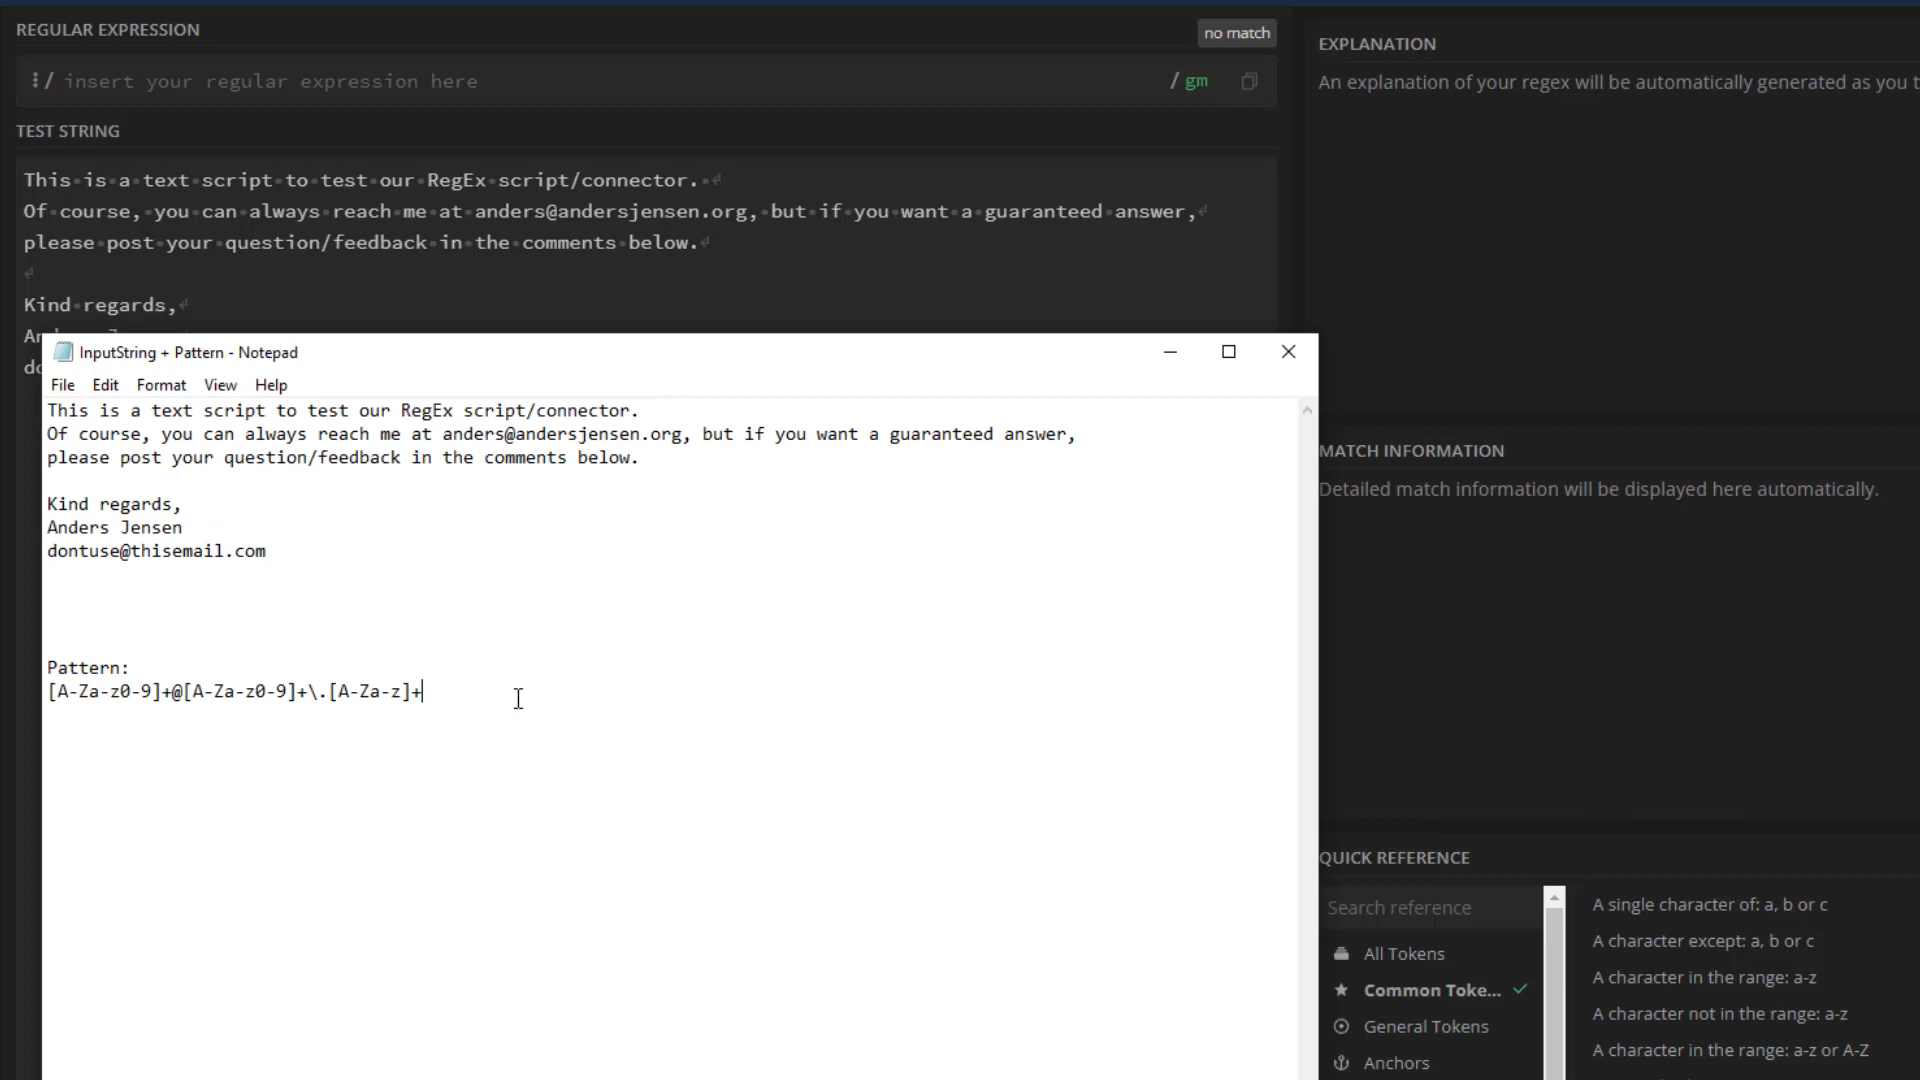 REGULAR EXPRESSION
no match
/ insert your regular expression here / gm
TEST STRING
This is a text script to test our RegEx script/connector.
Of course, you can always reach me at anders@andersjensen.org, but if you want a guaranteed answer,
please post your question/feedback in the comments below.
Kind regards,
InputString + Pattern - Notepad
File Edit Format View Help
This is a text script to test our RegEx script/connector.
Of course, you can always reach me at anders@andersjensen.org, but if you want a guaranteed answer,
please post your question/feedback in the comments below.
Kind regards,
Anders Jensen
dontuse@thisemail.com
Pattern:
[A-Za-z0-9]+@[A-Za-z0-9]+\.[A-Za-z]+
EXPLANATION
An explanation of your regex will be automatically generated as you t
MATCH INFORMATION
Detailed match information will be displayed here automatically.
QUICK REFERENCE
Search reference
All Tokens
Common Toke...
General Tokens
Anchors
A single character of: a, b or c
A character except: a, b or c
A character in the range: a-z
A character not in the range: a-z
A character in the range: a-z or A-Z